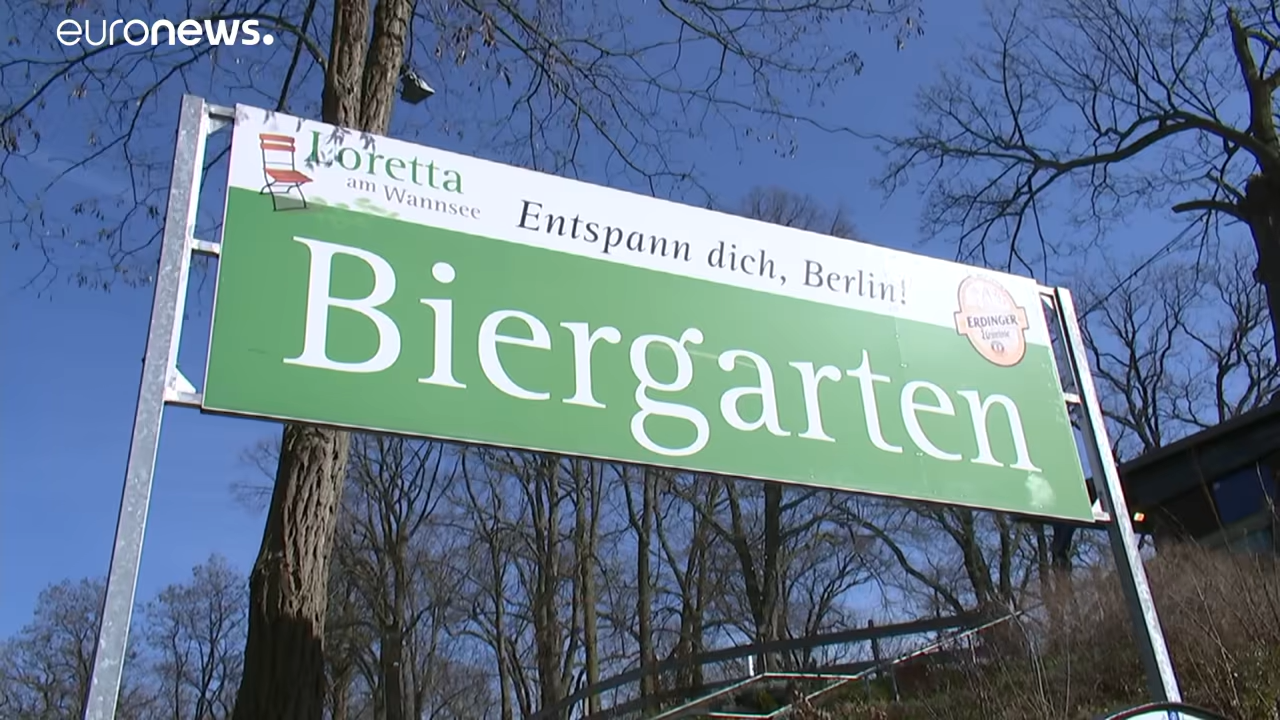 euronews.
Loretta
am Wannsee
Entspann dich, Berlin!
Biergarten
ERDINGER